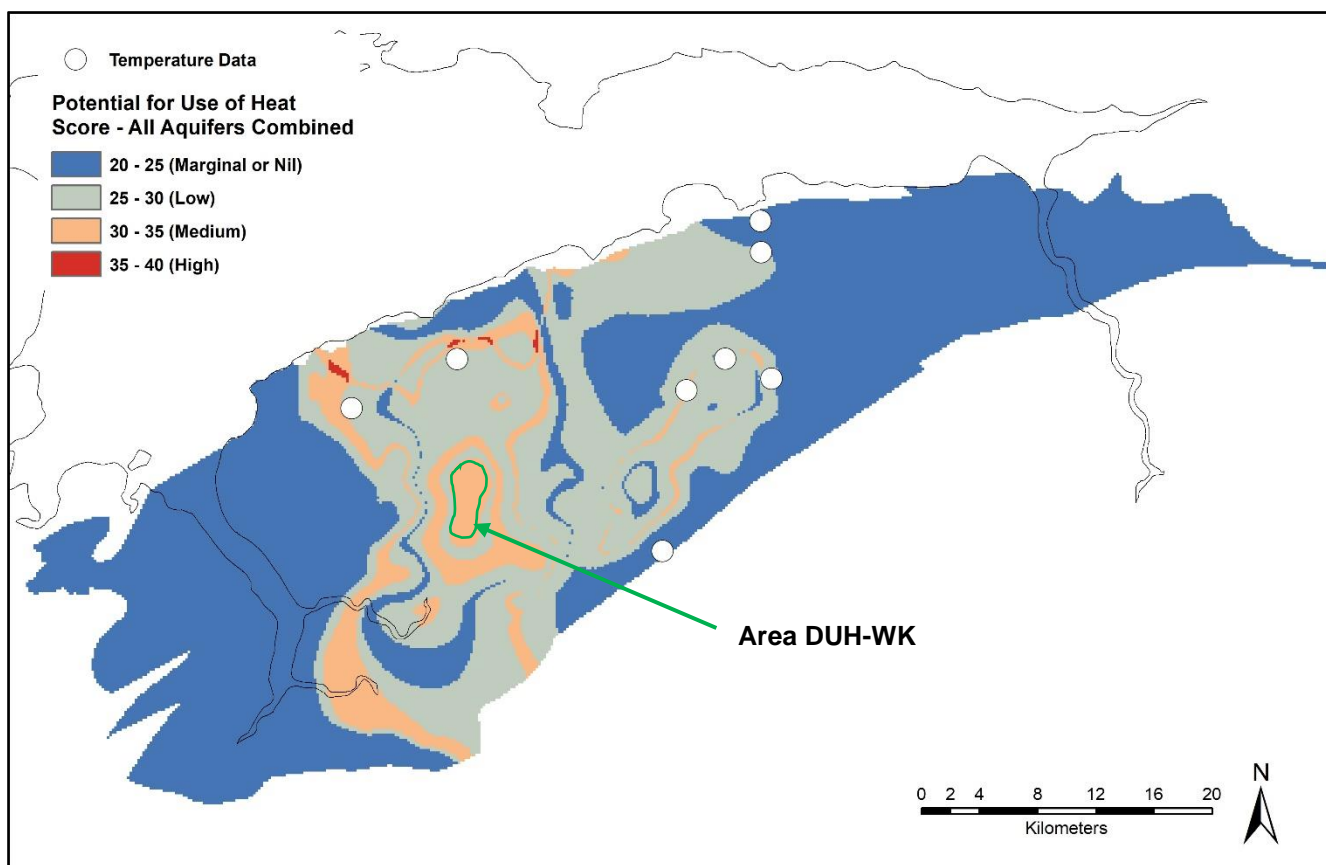 Temperature Data
Potential for Use of Heat
Score - All Aquifers Combined
20 - 25 (Marginal or Nil)
25 - 30 (Low)
30 - 35 (Medium)
35 - 40 (High)
Area DUH-WK
N
0 2 4 8 12 16 20
Kilometers